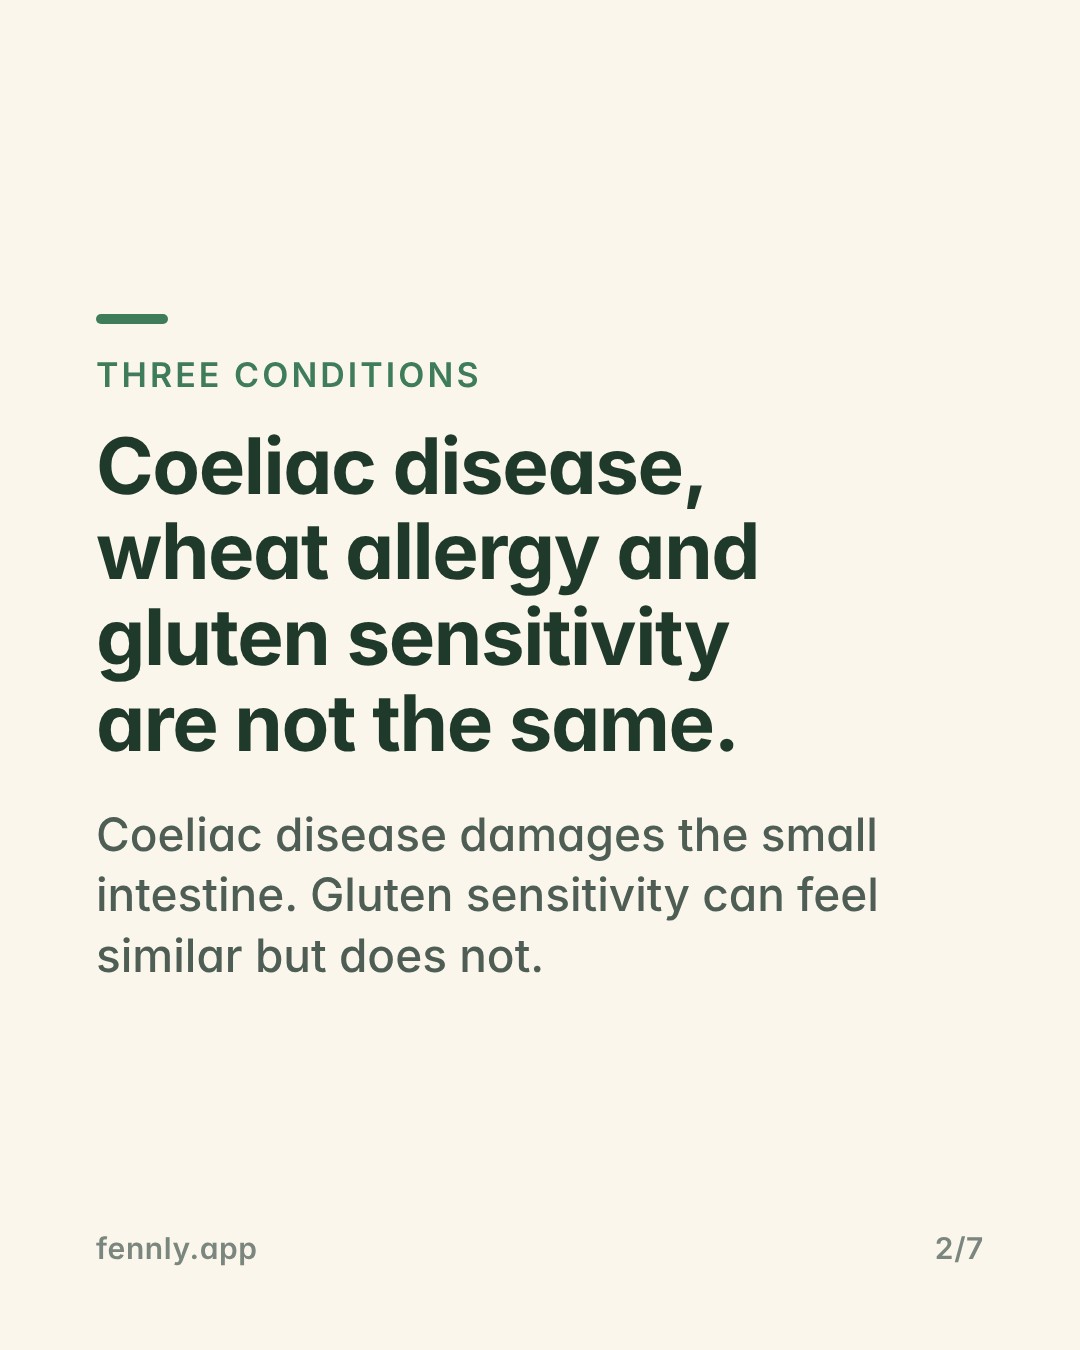 THREE CONDITIONS
Coeliac disease,
wheat allergy and
gluten sensitivity
are not the same.
Coeliac disease damages the small
intestine. Gluten sensitivity can feel
similar but does not.
fennly.app
2/7